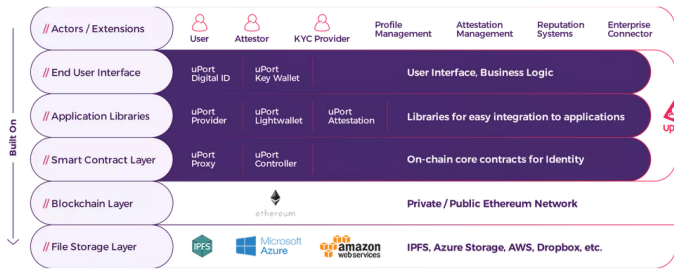 // Actors / Extensions
User
Attestor
KYC Provider
Profile
Management
Attestation
Management
Reputation
Systems
Enterprise
Connector
// End User Interface
uPort
Digital ID
uPort
Key Wallet
User Interface, Business Logic
// Application Libraries
uPort
Provider
uPort
Lightwallet
uPort
Attestation
Libraries for easy integration to applications
// Smart Contract Layer
uPort
Proxy
uPort
Controller
On-chain core contracts for Identity
// Blockchain Layer
ethereum
Private / Public Ethereum Network
// File Storage Layer
IPFS
Microsoft
Azure
amazon
webservices
IPFS, Azure Storage, AWS, Dropbox, etc.
Built On